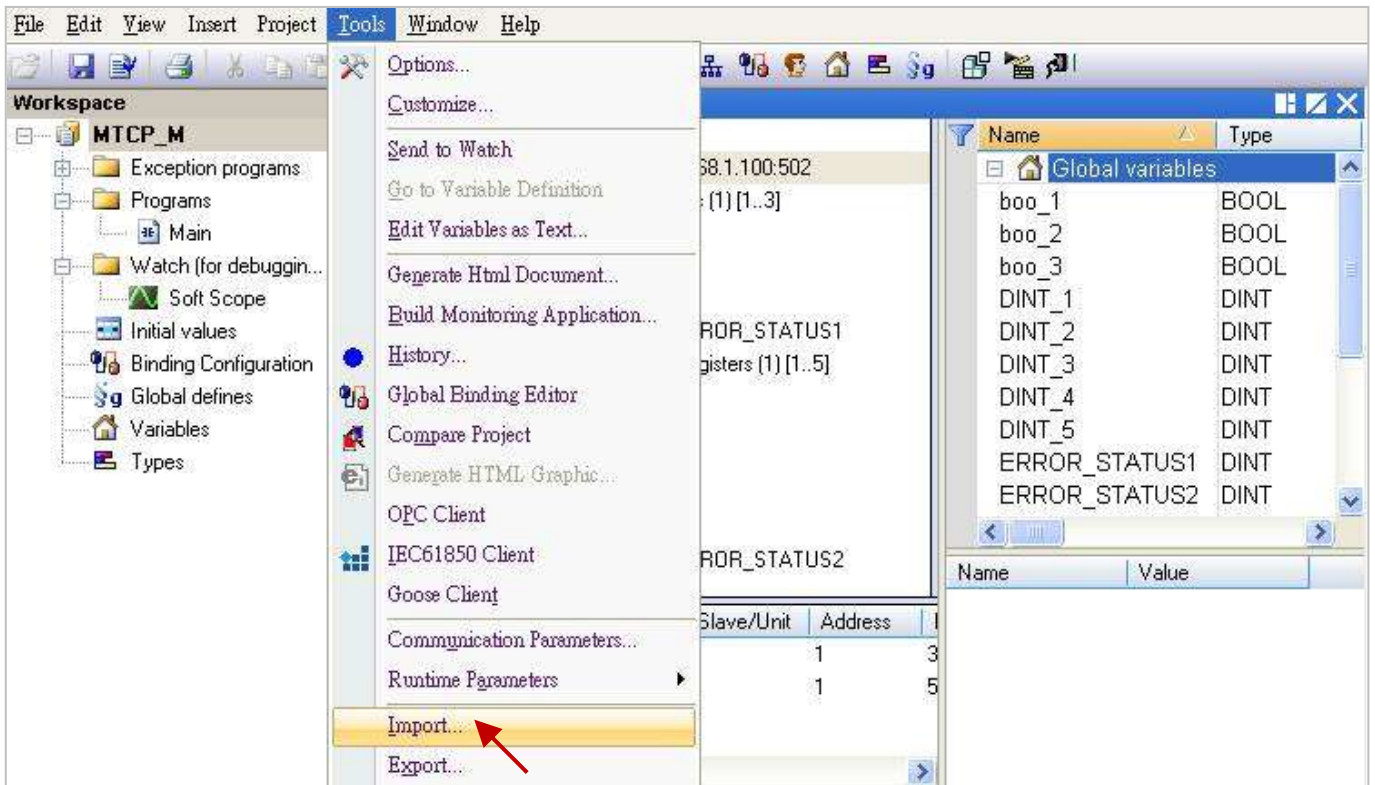 File Edit View Insert Project Tools Window Help
Workspace
MTCP_M
Exception programs
Programs
Main
Watch (for debuggin...
Soft Scope
Initial values
Binding Configuration
Global defines
Variables
Types
Options...
Customize...
Send to Watch
Go to Variable Definition
Edit Variables as Text...
Generate Html Document...
Build Monitoring Application...
History...
Global Binding Editor
Compare Project
Generate HTML Graphic...
OPC Client
IEC61850 Client
Goose Client
Communication Parameters...
Runtime Parameters
Import...
Export...
68.1.100:502
(1) [1..3]
ROR_STATUS1
gisters (1) [1..5]
ROR_STATUS2
Slave/Unit Address
1 3
1 5
Name Type
Global variables
boo_1 BOOL
boo_2 BOOL
boo_3 BOOL
DINT_1 DINT
DINT_2 DINT
DINT_3 DINT
DINT_4 DINT
DINT_5 DINT
ERROR_STATUS1 DINT
ERROR_STATUS2 DINT
Name Value